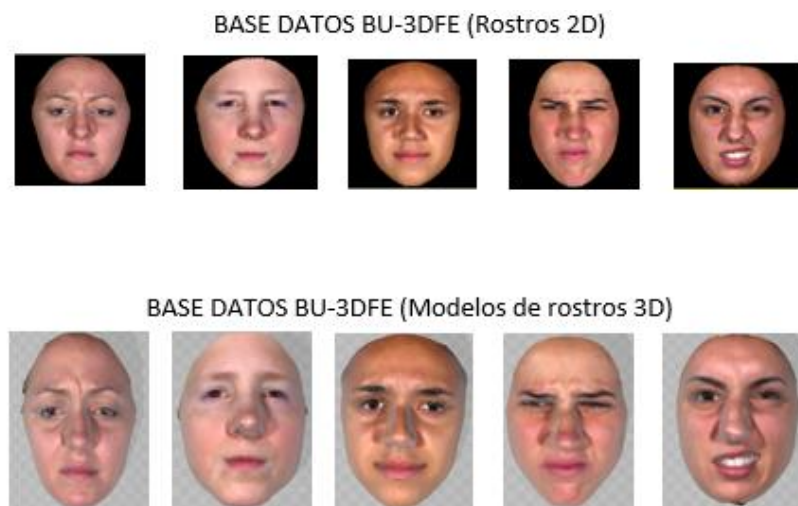 BASE DATOS BU-3DFE (Rostros 2D)
BASE DATOS BU-3DFE (Modelos de rostros 3D)